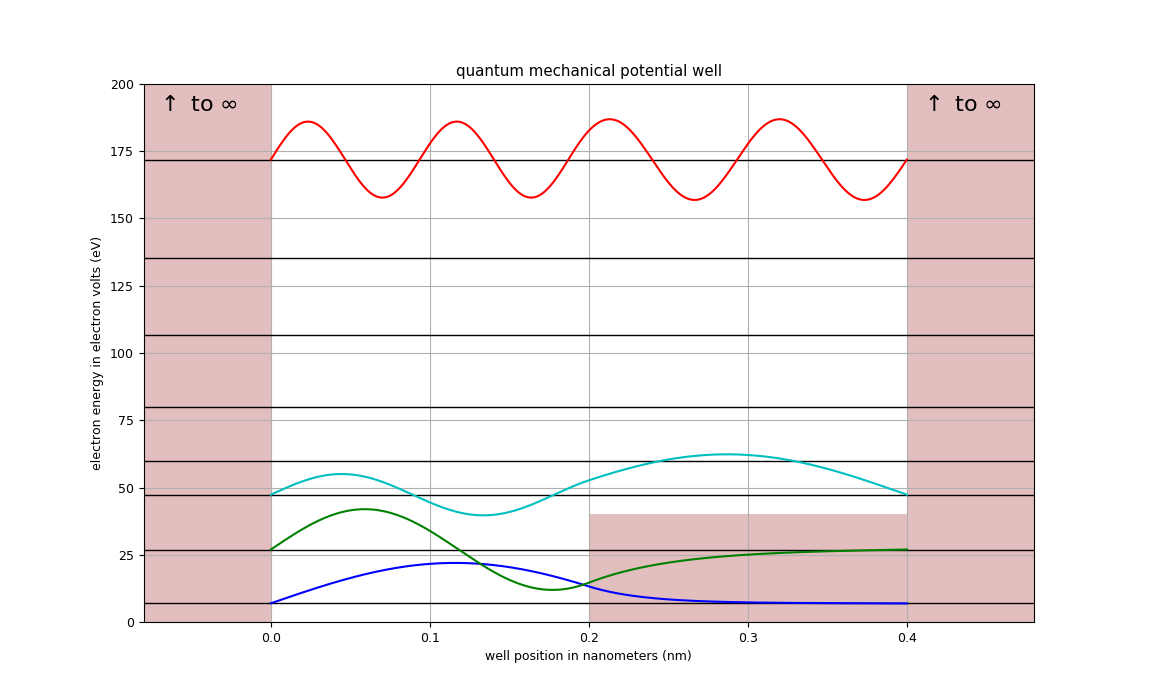 quantum mechanical potential well
↑ to ∞
↑ to ∞
200
175
150
125
100
75
50
25
0
electron energy in electron volts (eV)
0.0
0.1
0.2
0.3
0.4
well position in nanometers (nm)